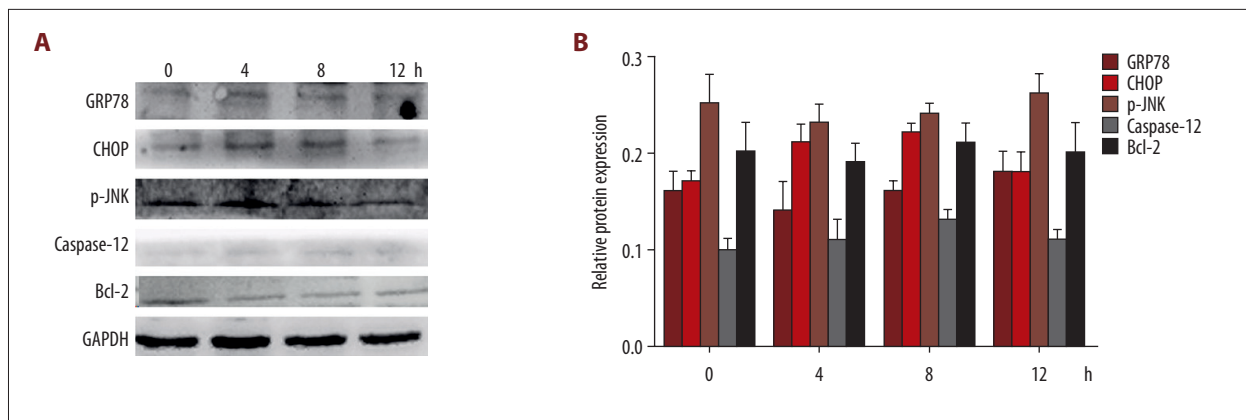 A
0 4 8 12 h
GRP78
CHOP
p-JNK
Caspase-12
Bcl-2
GAPDH
B
Relative protein expression
0.3
0.2
0.1
0.0
0 4 8 12 h
GRP78
CHOP
p-JNK
Caspase-12
Bcl-2